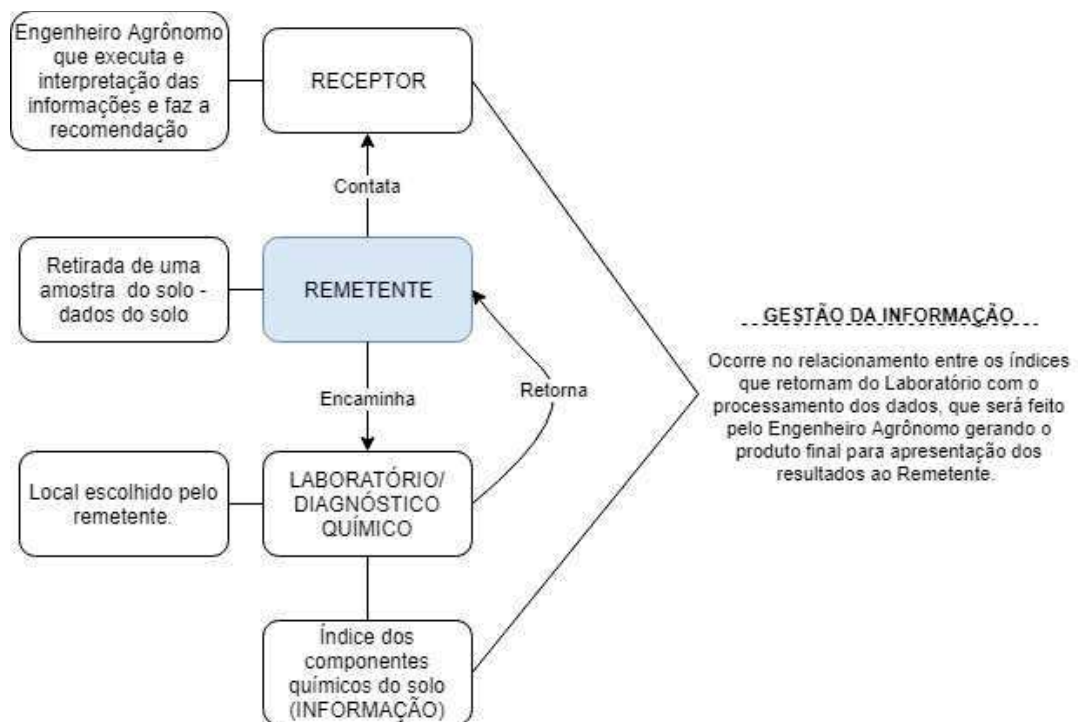 Engenheiro Agrônomo
que executa e
interpretação das
informações e faz a
recomendação
RECEPTOR
Contata
Retirada de uma
amostra do solo -
dados do solo
REMETENTE
Encaminha
Retorna
Local escolhido pelo
remetente.
LABORATÓRIO/
DIAGNÓSTICO
QUÍMICO
Índice dos
componentes
químicos do solo
(INFORMAÇÃO)
GESTÃO DA INFORMAÇÃO
Ocorre no relacionamento entre os índices
que retornam do Laboratório com o
processamento dos dados, que será feito
pelo Engenheiro Agrônomo gerando o
produto final para apresentação dos
resultados ao Remetente.